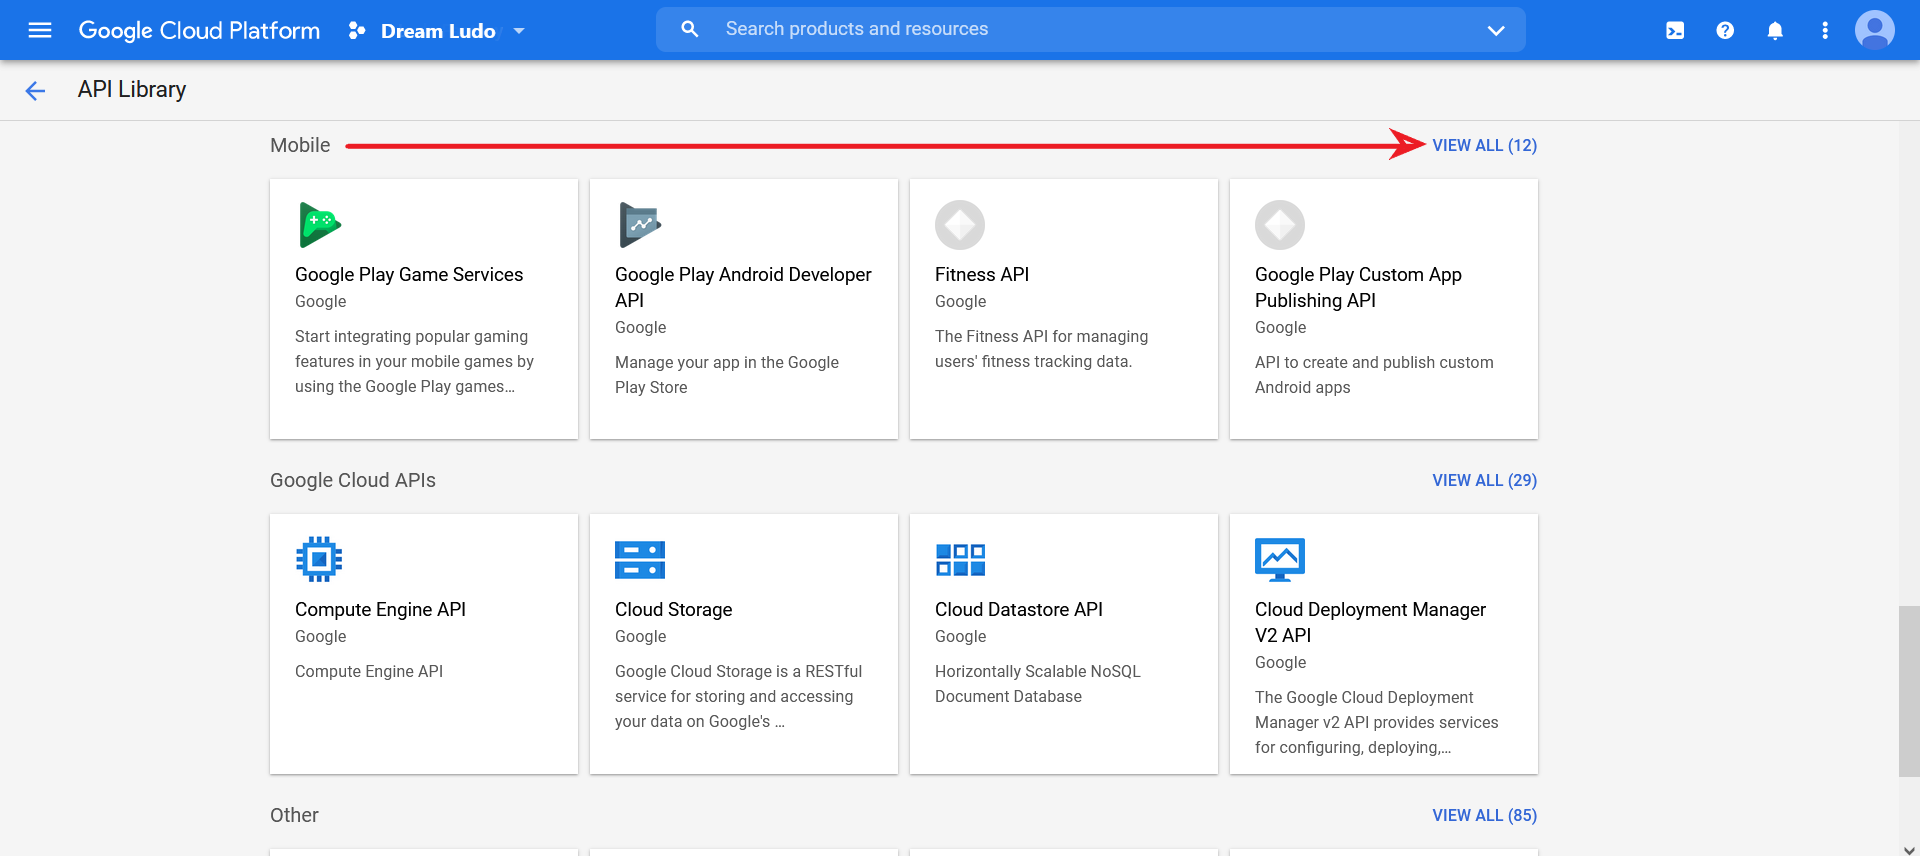 Google Cloud Platform
Dream Ludo
Search products and resources
API Library
Mobile
VIEW ALL (12)
Google Play Game Services
Google
Start integrating popular gaming
features in your mobile games by
using the Google Play games...
Google Play Android Developer
API
Google
Manage your app in the Google
Play Store
Fitness API
Google
The Fitness API for managing
users' fitness tracking data.
Google Play Custom App
Publishing API
Google
API to create and publish custom
Android apps
Google Cloud APIs
VIEW ALL (29)
Compute Engine API
Google
Compute Engine API
Cloud Storage
Google
Google Cloud Storage is a RESTful
service for storing and accessing
your data on Google's ...
Cloud Datastore API
Google
Horizontally Scalable NoSQL
Document Database
Cloud Deployment Manager
V2 API
Google
The Google Cloud Deployment
Manager v2 API provides services
for configuring, deploying,...
Other
VIEW ALL (85)